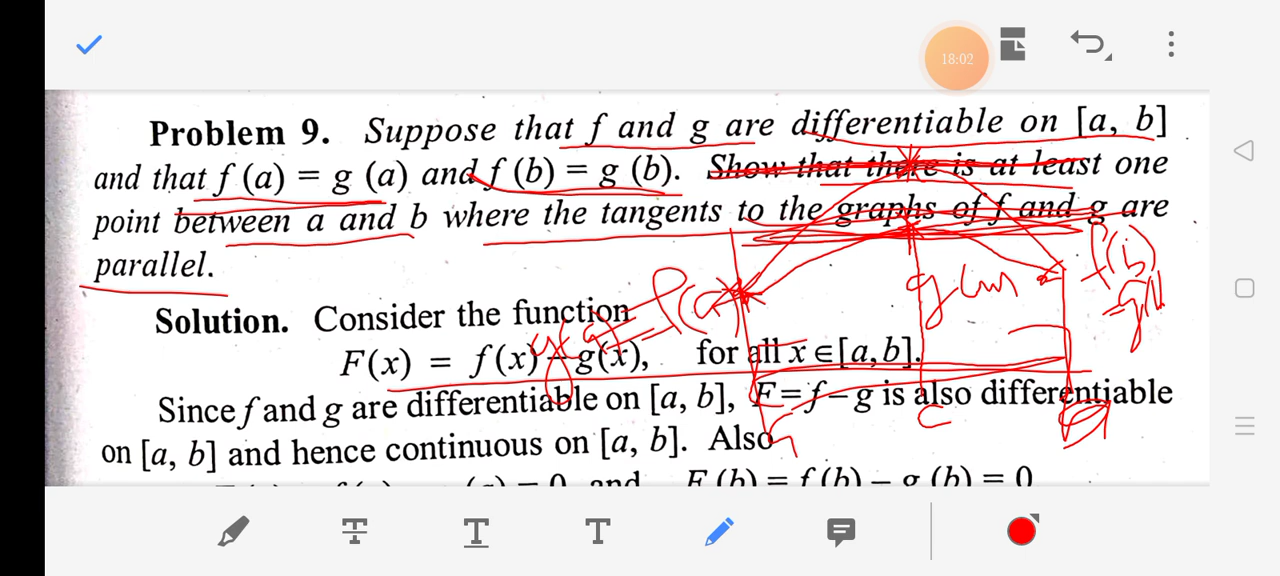 18:02
Problem 9. Suppose that f and g are differentiable on [a, b]
and that f (a) = g (a) and f (b) = g (b). Show that there is at least one
point between a and b where the tangents to the graphs of f and g are
parallel.
Solution. Consider the function
F(x) = f(x) – g(x), for all x ∈ [a, b].
Since f and g are differentiable on [a, b], F = f – g is also differentiable
on [a, b] and hence continuous on [a, b]. Also
F (b) = f (b) – g (b) = 0
f(b)
f(a)
c
T
T
T